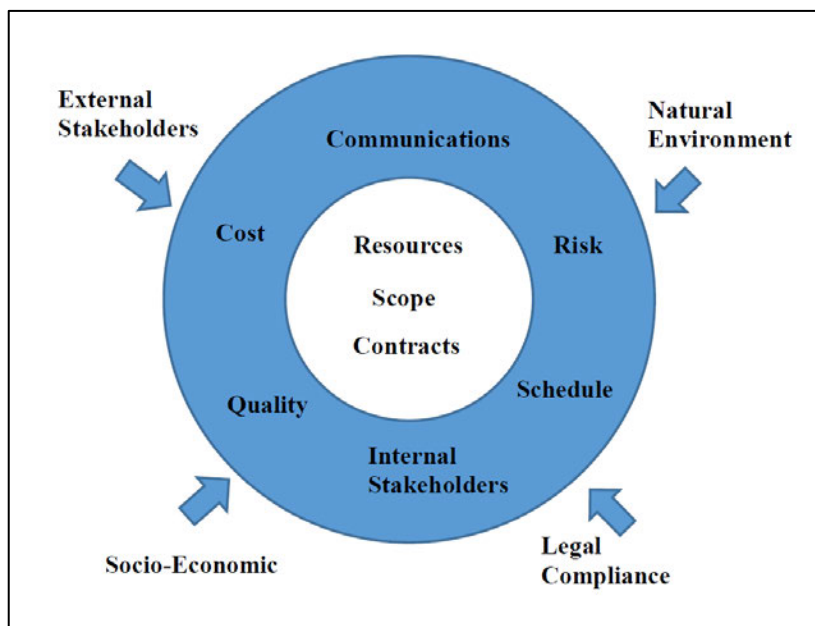 External
Stakeholders
Natural
Environment
Communications
Cost
Risk
Resources
Scope
Contracts
Quality
Schedule
Internal
Stakeholders
Socio-Economic
Legal
Compliance